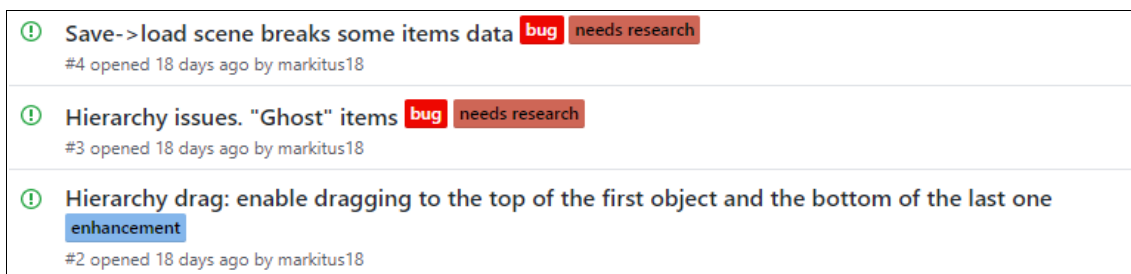 Save->load scene breaks some items data bug needs research
#4 opened 18 days ago by markitus18
Hierarchy issues. "Ghost" items bug needs research
#3 opened 18 days ago by markitus18
Hierarchy drag: enable dragging to the top of the first object and the bottom of the last one
enhancement
#2 opened 18 days ago by markitus18